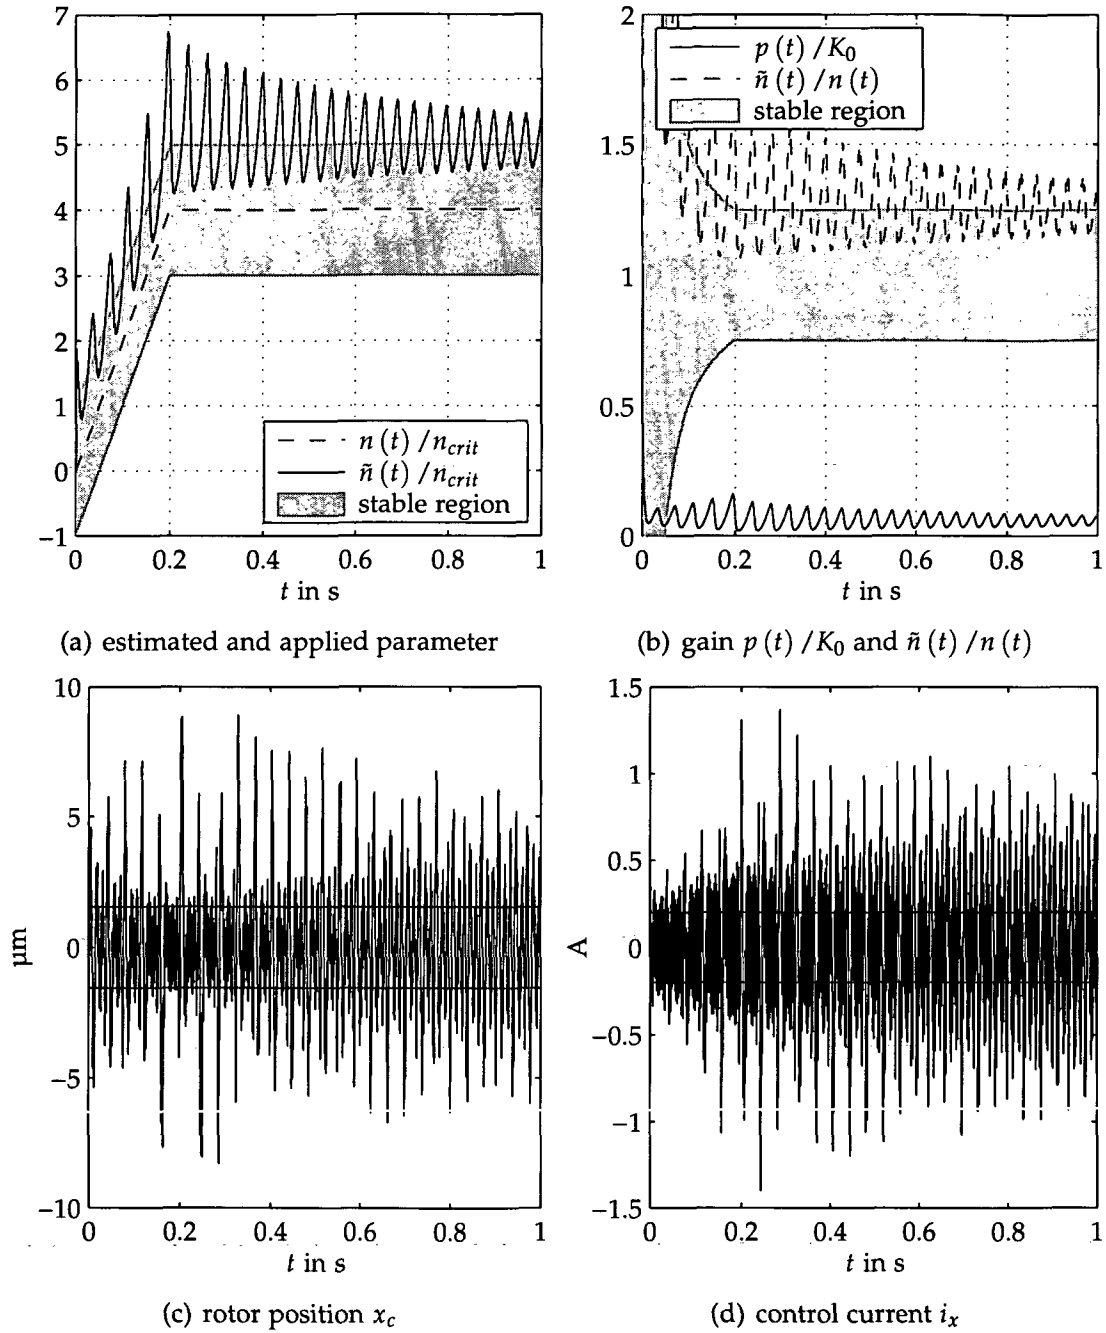 7
6
5
4
3
2
1
0
−1
n (t) / n_crit
ñ (t) / n_crit
stable region
0 0.2 0.4 0.6 0.8 1
t in s
(a) estimated and applied parameter
2
1.5
1
0.5
0
p (t) / K_0
ñ (t) / n (t)
stable region
0 0.2 0.4 0.6 0.8 1
t in s
(b) gain p (t) / K_0 and ñ (t) / n (t)
10
5
0
−5
−10
μm
0 0.2 0.4 0.6 0.8 1
t in s
(c) rotor position x_c
1.5
1
0.5
0
−0.5
−1
−1.5
A
0 0.2 0.4 0.6 0.8 1
t in s
(d) control current i_x